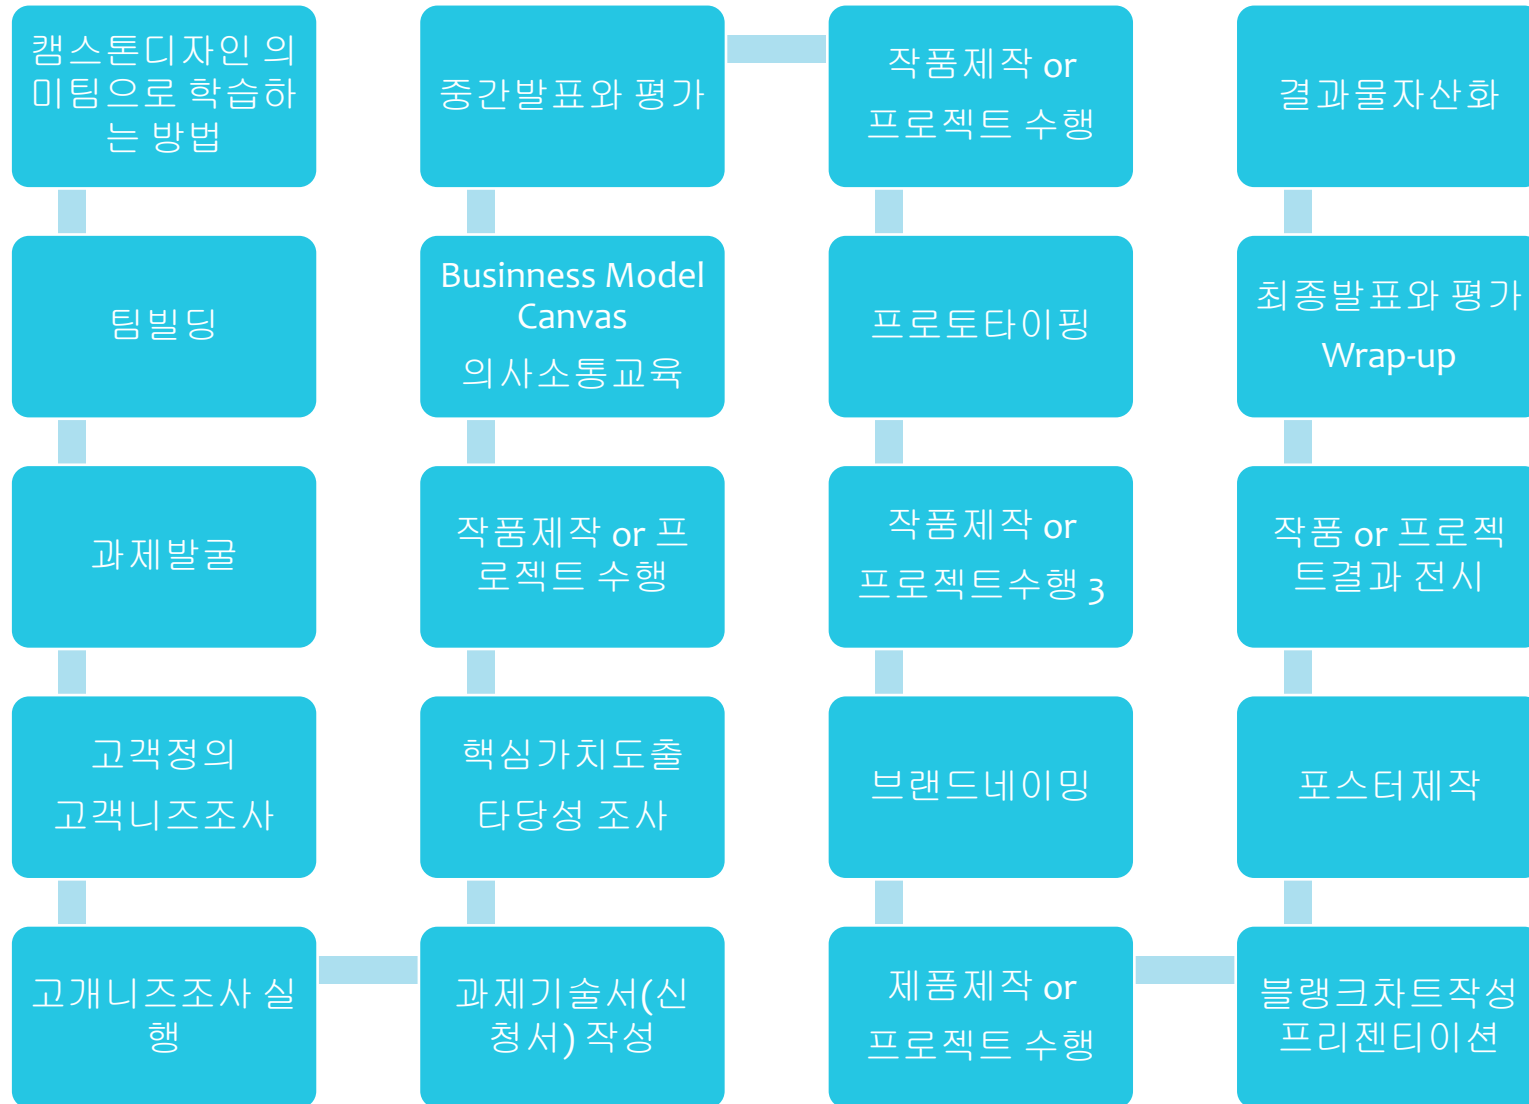 캡스톤디자인 의
미팀으로 학습하
는 방법
팀빌딩
과제발굴
고객정의
고객니즈조사
고개니즈조사 실
행
과제기술서(신
청서) 작성
핵심가치도출
타당성 조사
작품제작 or 프
로젝트 수행
Businness Model
Canvas
의사소통교육
중간발표와 평가
작품제작 or
프로젝트 수행
프로토타이핑
작품제작 or
프로젝트수행 3
브랜드네이밍
제품제작 or
프로젝트 수행
블랭크차트작성
프리젠티이션
포스터제작
작품 or 프로젝
트결과 전시
최종발표와 평가
Wrap-up
결과물자산화